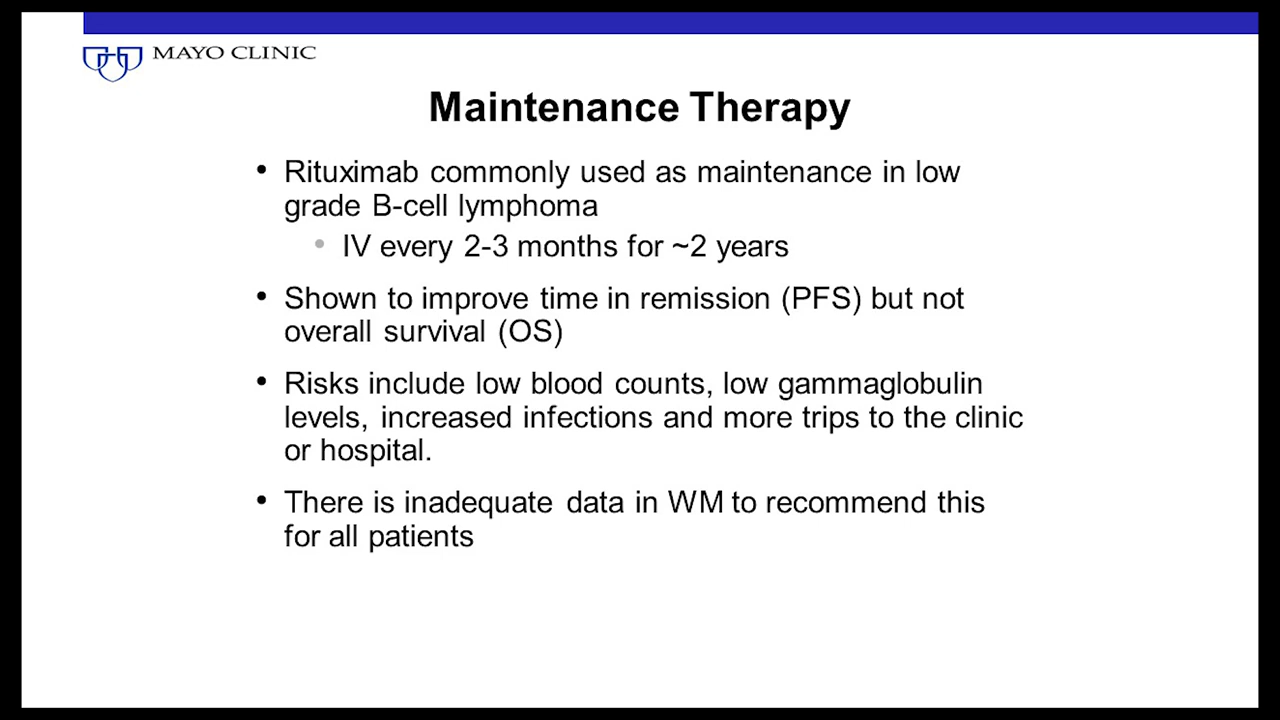 MAYO CLINIC
Maintenance Therapy
• Rituximab commonly used as maintenance in low
grade B-cell lymphoma
• IV every 2-3 months for ~2 years
• Shown to improve time in remission (PFS) but not
overall survival (OS)
• Risks include low blood counts, low gammaglobulin
levels, increased infections and more trips to the clinic
or hospital.
• There is inadequate data in WM to recommend this
for all patients